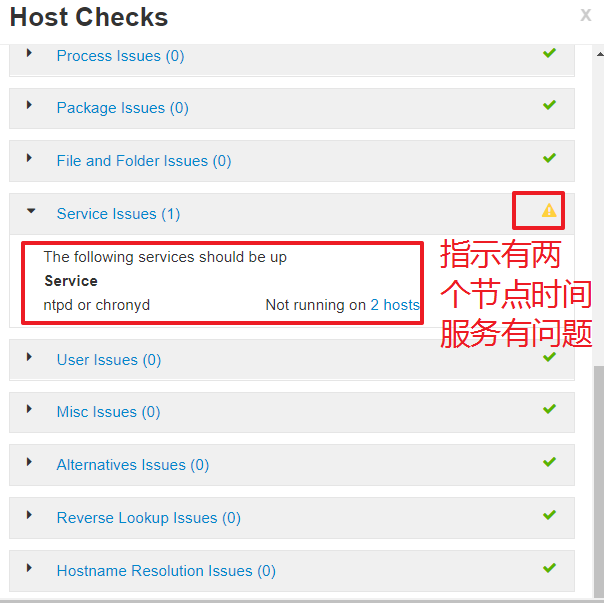 Host Checks
X
Process Issues (0)
Package Issues (0)
File and Folder Issues (0)
Service Issues (1)
The following services should be up
Service
ntpd or chronyd Not running on 2 hosts
指示有两
个节点时间
服务有问题
User Issues (0)
Misc Issues (0)
Alternatives Issues (0)
Reverse Lookup Issues (0)
Hostname Resolution Issues (0)